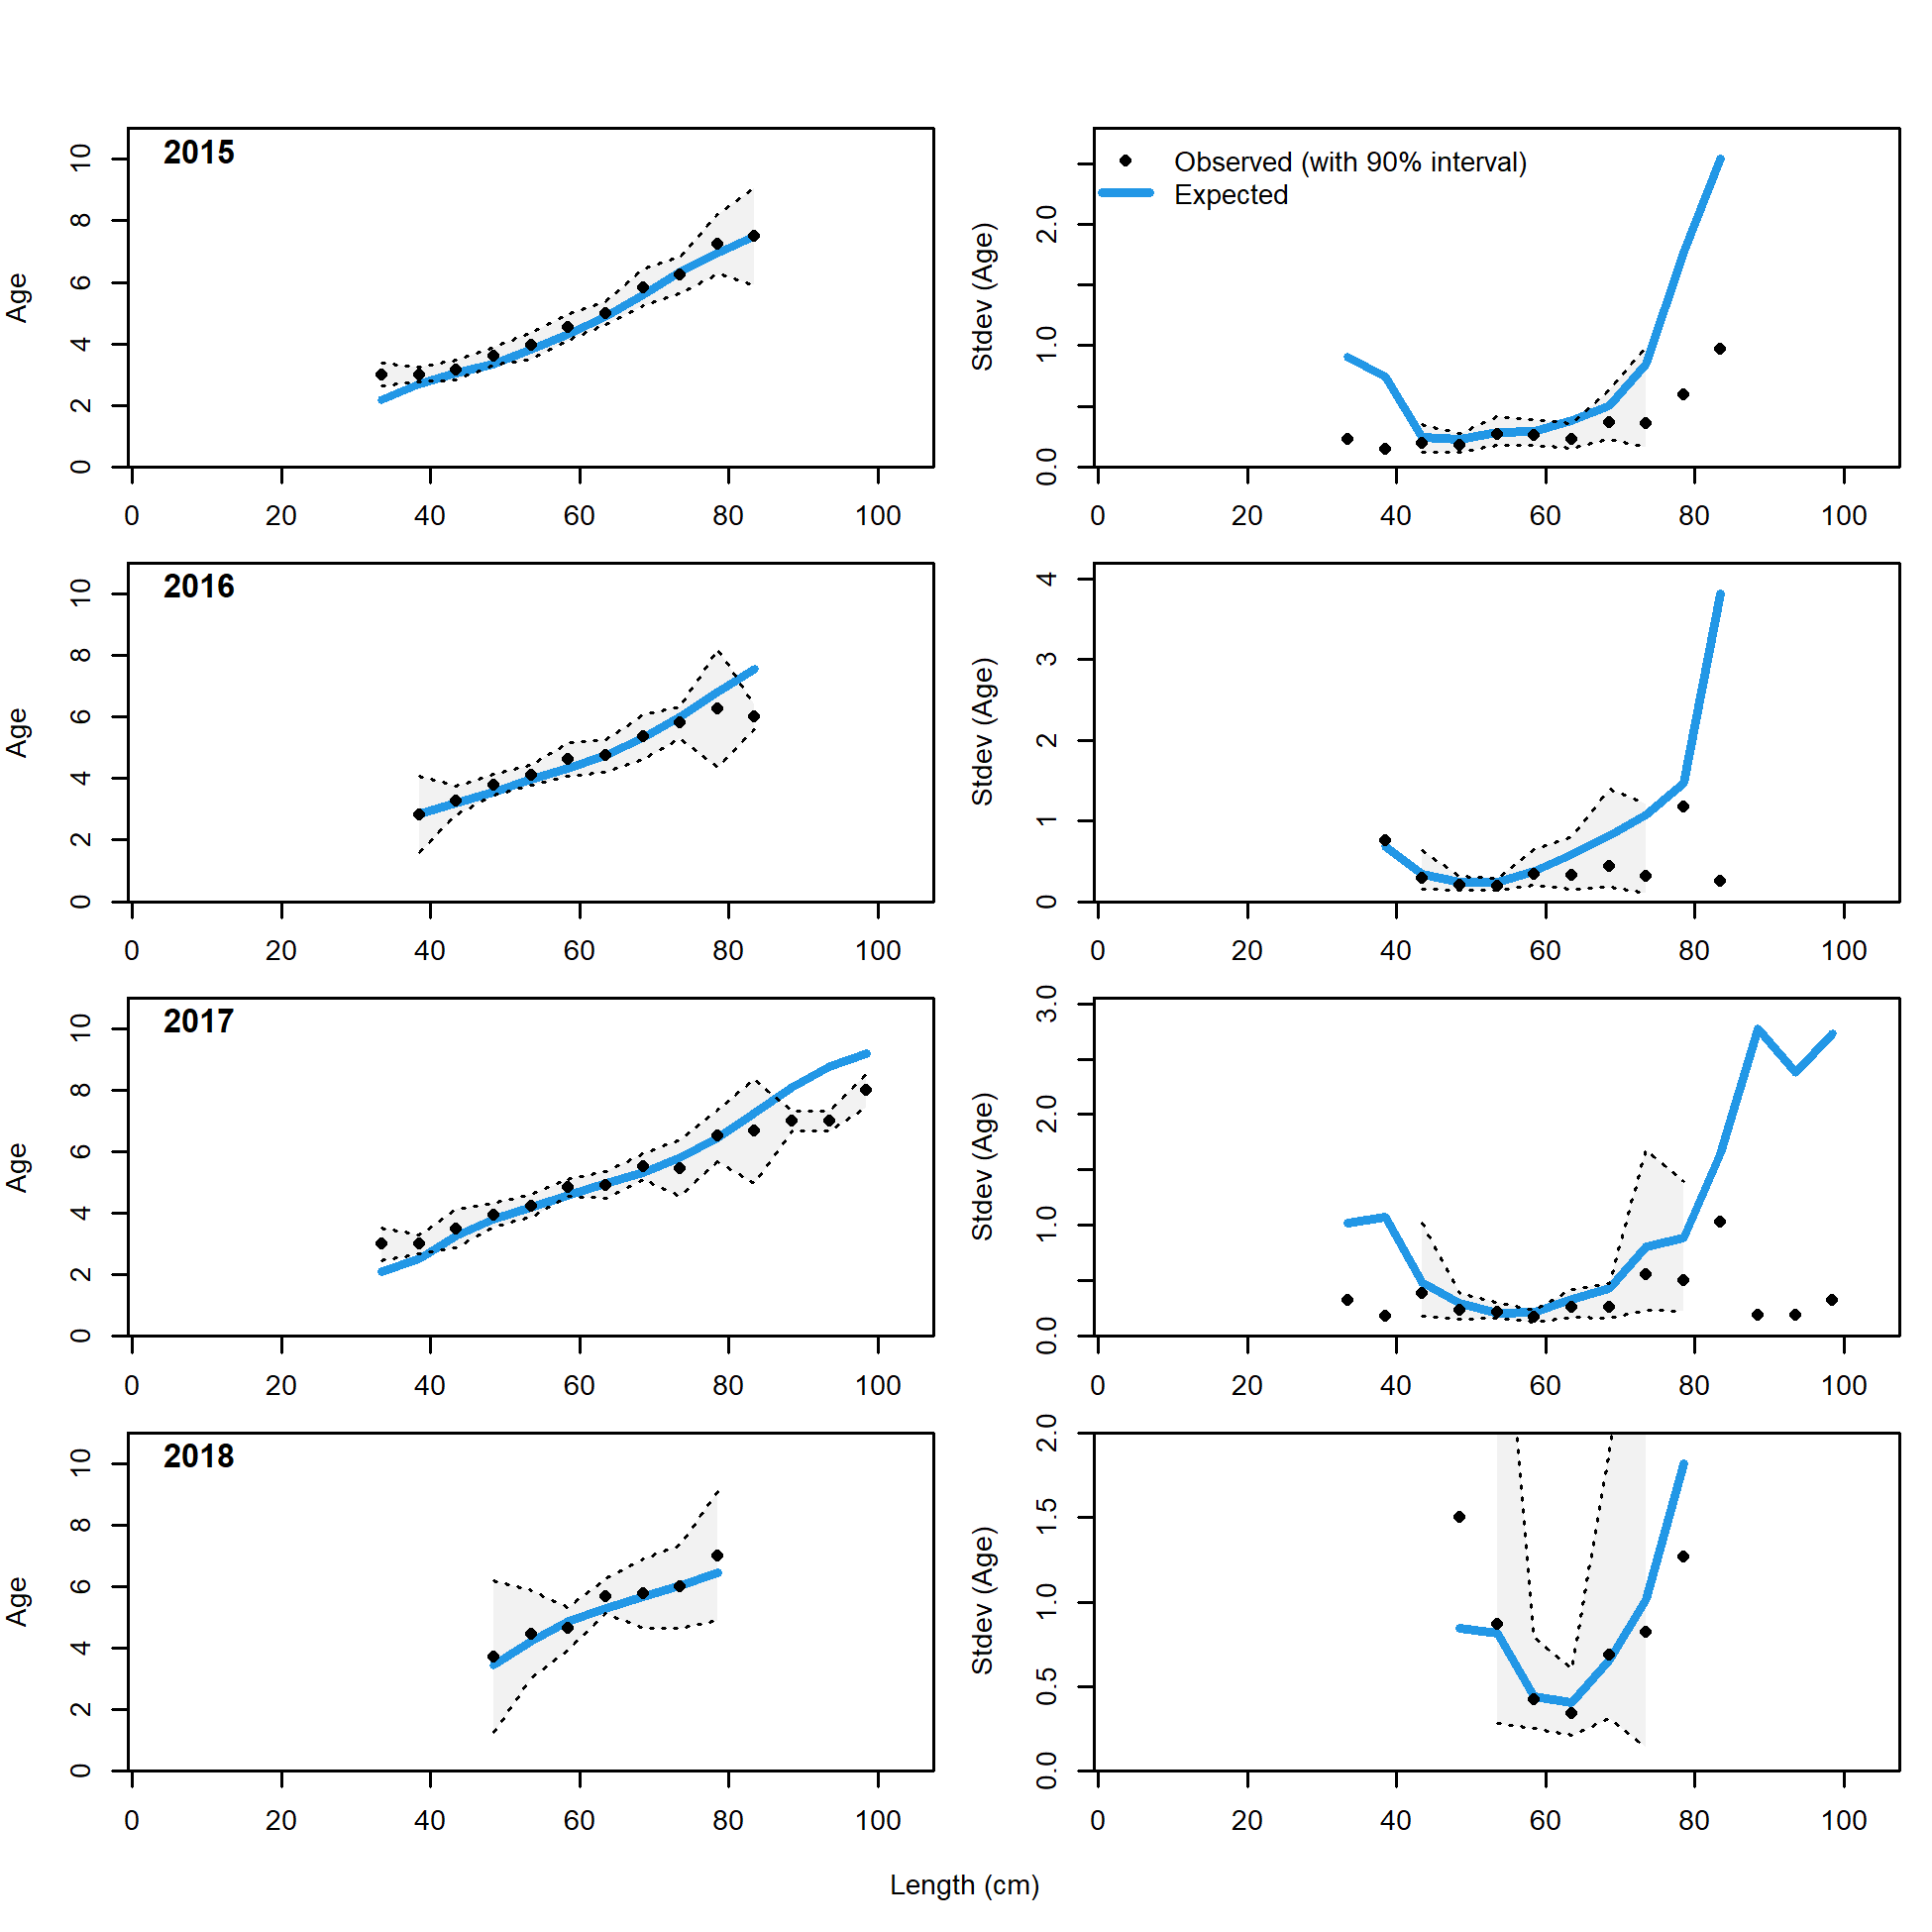 2015
Age
0 2 4 6 8 10
0 20 40 60 80 100
Observed (with 90% interval)
Expected
Stdev (Age)
0.0 1.0 2.0
0 20 40 60 80 100
2016
Age
0 2 4 6 8 10
0 20 40 60 80 100
Stdev (Age)
0 1 2 3 4
0 20 40 60 80 100
2017
Age
0 2 4 6 8 10
0 20 40 60 80 100
Stdev (Age)
0.0 1.0 2.0 3.0
0 20 40 60 80 100
2018
Age
0 2 4 6 8 10
0 20 40 60 80 100
Stdev (Age)
0.0 0.5 1.0 1.5 2.0
0 20 40 60 80 100
Length (cm)